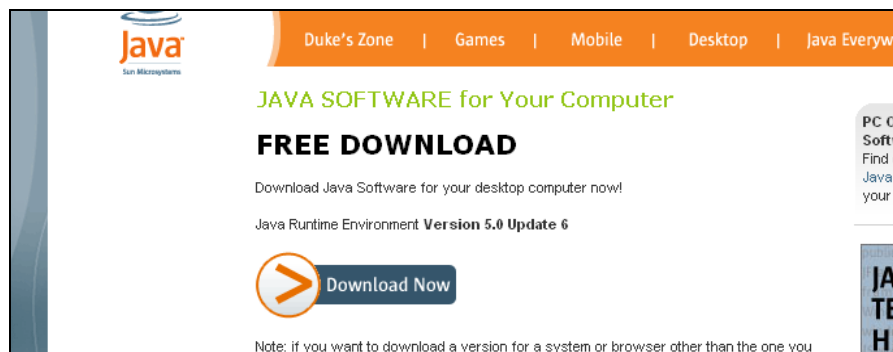 Java
Sun Microsystems
Duke's Zone | Games | Mobile | Desktop | Java
JAVA SOFTWARE for Your Computer
FREE DOWNLOAD
Download Java Software for your desktop computer now!
Java Runtime Environment Version 5.0 Update 6
> Download Now
Note: if you want to download a version for a system or browser other than the one you
PC
Find
Java
your